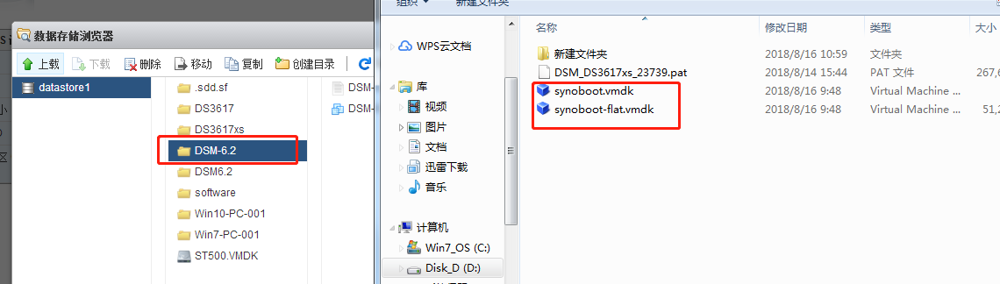 数据存储浏览器
上载 下载 删除 移动 复制 创建目录
datastore1
.sdd.sf
DS3617
DS3617xs
DSM-6.2
DSM6.2
software
Win10-PC-001
Win7-PC-001
ST500.VMDK
DSM-
DSM-
组织 新建文件夹
WPS云文档
库
视频
图片
文档
迅雷下载
音乐
计算机
Win7_OS (C:)
Disk_D (D:)
名称 修改日期 类型 大小
新建文件夹 2018/8/16 10:59 文件夹
DSM_DS3617xs_23739.pat 2018/8/14 15:44 PAT 文件 267,6
synoboot.vmdk 2018/8/16 9:48 Virtual Machine ...
synoboot-flat.vmdk 2018/8/16 9:48 Virtual Machine ... 51,2